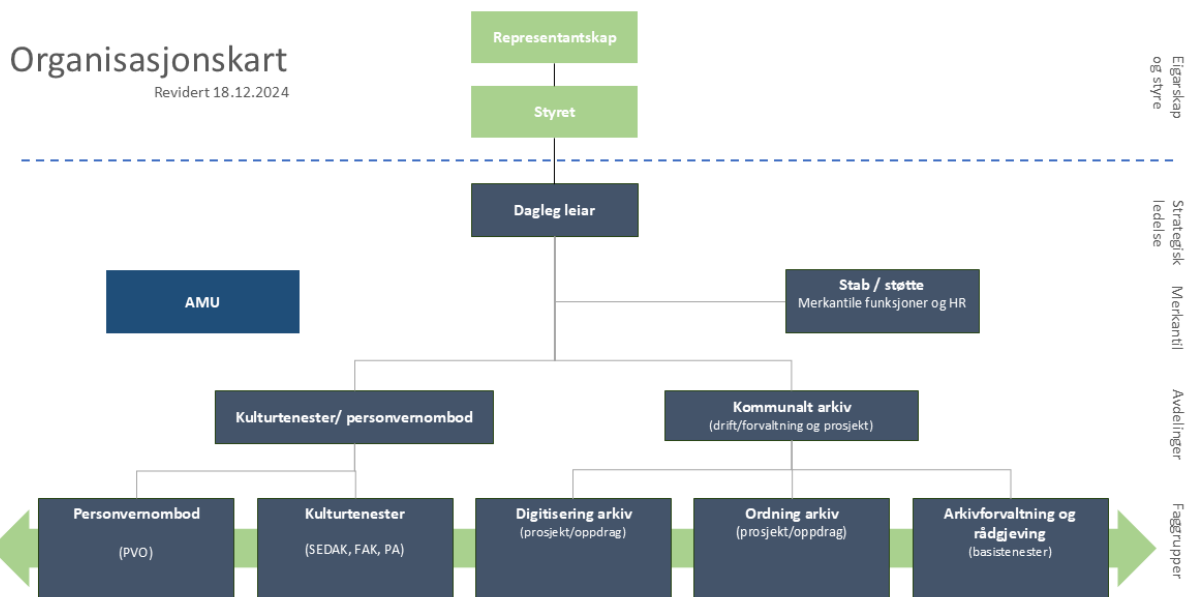 Organisasjonskart
Revidert 18.12.2024
Representantskap
Styret
Eigarskap
og styre
Dagleg leiar
Strategisk
ledelse
AMU
Stab / støtte
Merkantile funksjoner og HR
Merkantil
Kulturtenester/ personvernombod
Kommunalt arkiv
(drift/forvaltning og prosjekt)
Avdelinger
Personvernombod
(PVO)
Kulturtenester
(SEDAK, FAK, PA)
Digitisering arkiv
(prosjekt/oppdrag)
Ordning arkiv
(prosjekt/oppdrag)
Arkivforvaltning og
rådgjeving
(basistenester)
Faggrupper